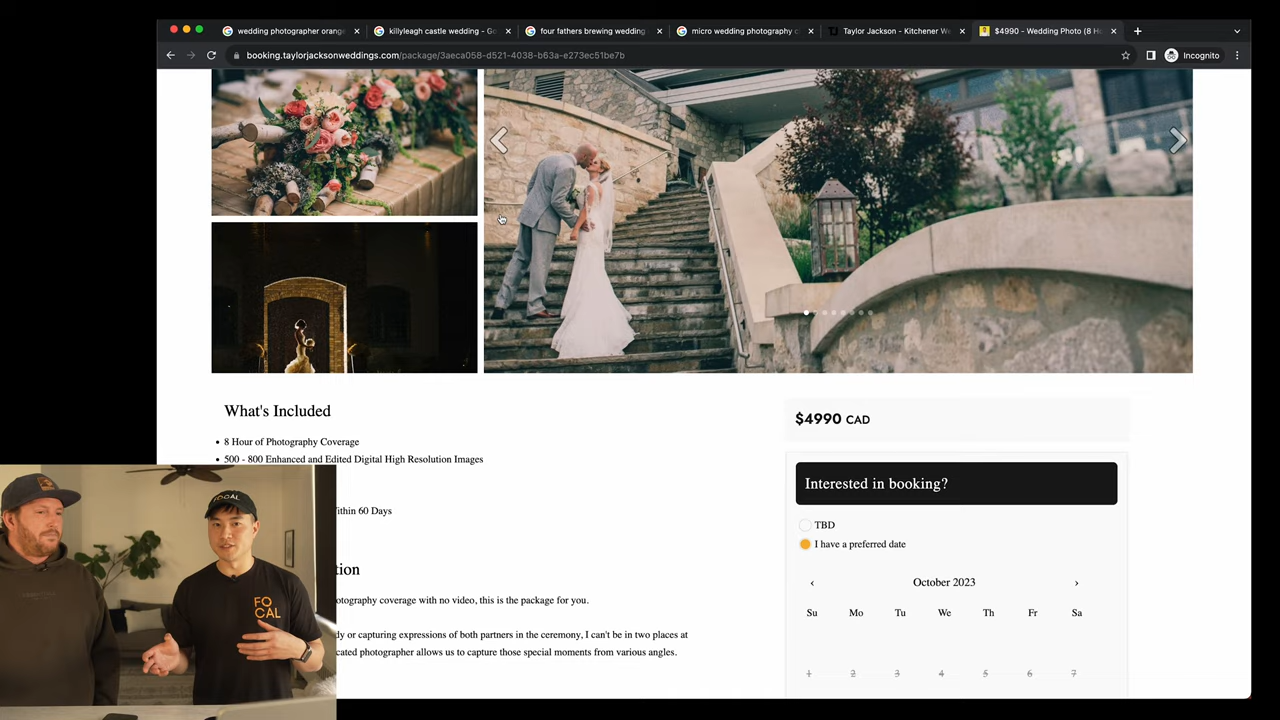 wedding photographer orang
killyleagh castle wedding - Go
four fathers brewing wedding
micro wedding photography c
Taylor Jackson - Kitchener We
$4990 - Wedding Photo (8 H
booking.taylorjacksonweddings.com/package/3aeca058-d521-4038-b63a-e273ec51be7b
Incognito
What's Included
8 Hour of Photography Coverage
500 - 800 Enhanced and Edited Digital High Resolution Images
ithin 60 Days
tion
otography coverage with no video, this is the package for you.
dy or capturing expressions of both partners in the ceremony, I can't be in two places at
cated photographer allows us to capture those special moments from various angles.
$4990 CAD
Interested in booking?
TBD
I have a preferred date
‹ October 2023 ›
Su Mo Tu We Th Fr Sa
1 2 3 4 5 6 7
FOCAL
FO
CAL